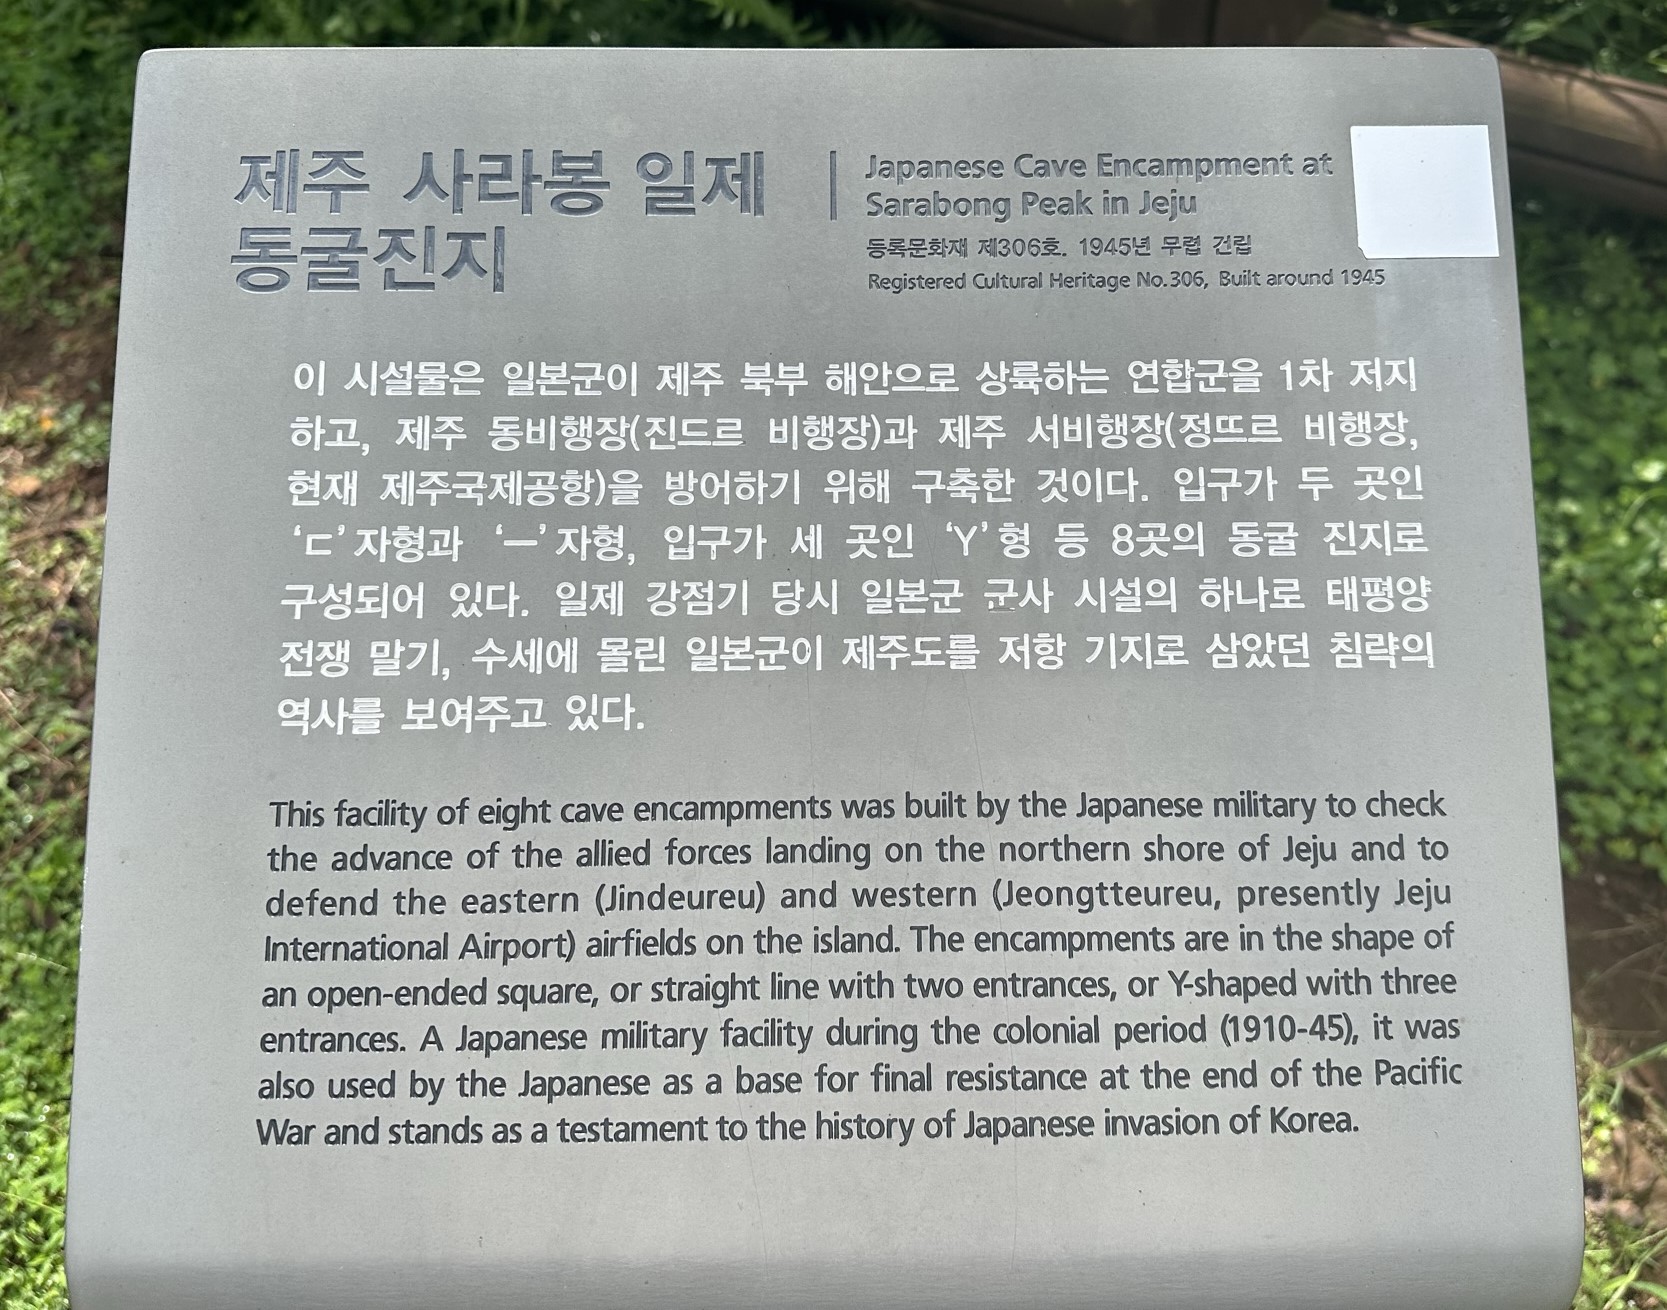 제주 사라봉 일제
동굴진지
Japanese Cave Encampment at
Sarabong Peak in Jeju
등록문화재 제306호. 1945년 무렵 건립
Registered Cultural Heritage No.306, Built around 1945
이 시설물은 일본군이 제주 북부 해안으로 상륙하는 연합군을 1차 저지
하고, 제주 동비행장(진드르 비행장)과 제주 서비행장(정뜨르 비행장,
현재 제주국제공항)을 방어하기 위해 구축한 것이다. 입구가 두 곳인
‘ㄷ’자형과 ‘ㅡ’자형, 입구가 세 곳인 ‘Y’형 등 8곳의 동굴 진지로
구성되어 있다. 일제 강점기 당시 일본군 군사 시설의 하나로 태평양
전쟁 말기, 수세에 몰린 일본군이 제주도를 저항 기지로 삼았던 침략의
역사를 보여주고 있다.
This facility of eight cave encampments was built by the Japanese military to check
the advance of the allied forces landing on the northern shore of Jeju and to
defend the eastern (Jindeureu) and western (Jeongtteureu, presently Jeju
International Airport) airfields on the island. The encampments are in the shape of
an open-ended square, or straight line with two entrances, or Y-shaped with three
entrances. A Japanese military facility during the colonial period (1910-45), it was
also used by the Japanese as a base for final resistance at the end of the Pacific
War and stands as a testament to the history of Japanese invasion of Korea.